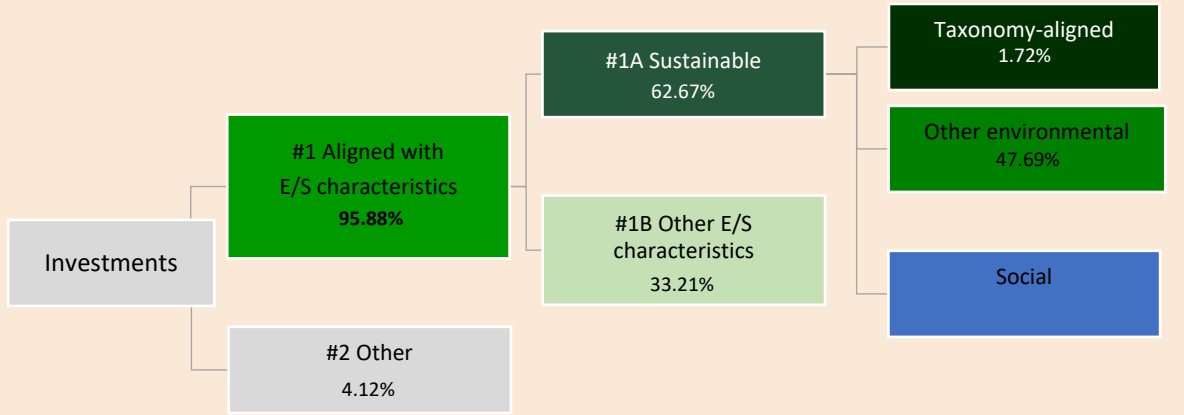 Investments
#1 Aligned with
E/S characteristics
95.88%
#2 Other
4.12%
#1A Sustainable
62.67%
#1B Other E/S
characteristics
33.21%
Taxonomy-aligned
1.72%
Other environmental
47.69%
Social